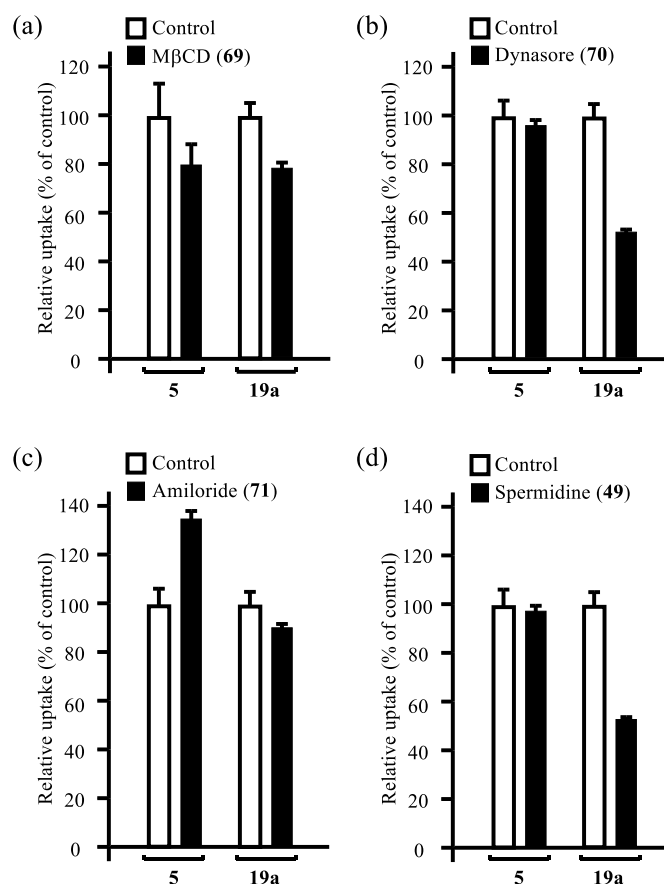 (a)
Control
MβCD (69)
Relative uptake (% of control)
120
100
80
60
40
20
0
5
19a
(b)
Control
Dynasore (70)
Relative uptake (% of control)
120
100
80
60
40
20
0
5
19a
(c)
Control
Amiloride (71)
Relative uptake (% of control)
140
120
100
80
60
40
20
0
5
19a
(d)
Control
Spermidine (49)
Relative uptake (% of control)
140
120
100
80
60
40
20
0
5
19a